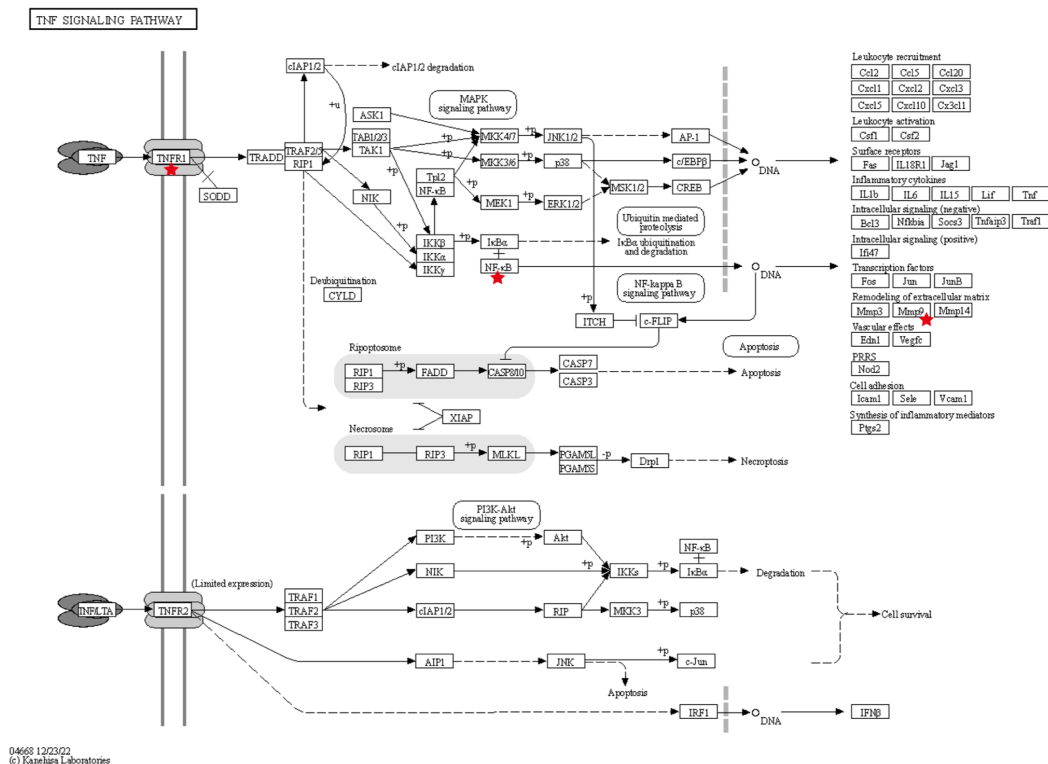 TNF SIGNALING PATHWAY
cIAP1/2
cIAP1/2 degradation
+u
MAPK
signaling pathway
ASK1
TNF
TNFR1
SODD
TRADD
TRAF2/5
RIP1
TAB1/2/3
TAK1
NIK
+p
+p
+p
+p
MKK4/7
+p
JNK1/2
AP-1
MKK3/6
+p
p38
c/EBPβ
Tpl2
NF-κB
MSK1/2
CREB
DNA
MEK1
+p
ERK1/2
+p
+p
IKKβ
IKKα
IKKγ
+p
IκBα
NF-κB
Ubiquitin mediated
proteolysis
IκBα ubiquitination
and degradation
DNA
Deubiquitination
CYLD
NF-kappa B
signaling pathway
+p
ITCH
c-FLIP
Apoptosis
Ripoptosome
RIP1
RIP3
+p
FADD
CASP8/10
CASP7
CASP3
Apoptosis
XIAP
Necrosome
RIP1
RIP3
+p
MLKL
PGAM5L
PGAM5S
-p
Drp1
Necroptosis
Leukocyte recruitment
Ccl2 Ccl5 Ccl20
Cxcl1 Cxcl2 Cxcl3
Cxcl5 Cxcl10 Cx3cl1
Leukocyte activation
Csf1 Csf2
Surface receptors
Fas IL18R1 Jag1
Inflammatory cytokines
IL1b IL6 IL15 Lif Tnf
Intracellular signaling (negative)
Bcl3 Nfkbia Socs3 Tnfaip3 Traf1
Intracellular signaling (positive)
Ifi47
Transcription factors
Fos Jun JunB
Remodeling of extracellular matrix
Mmp3 Mmp9 Mmp14
Vascular effects
Edn1 Vegfc
PRRS
Nod2
Cell adhesion
Icam1 Sele Vcam1
Synthesis of inflammatory mediators
Ptgs2
PI3K-Akt
signaling pathway
PI3K
+p
Akt
NF-κB
(Limited expression)
NIK
+p
IKKs
+p
IκBα
Degradation
TNF/LTA
TNFR2
TRAF1
TRAF2
TRAF3
cIAP1/2
RIP
MKK3
+p
p38
Cell survival
AIP1
JNK
+p
c-Jun
Apoptosis
IRF1
DNA
IFNβ
04668 12/23/22
(c) Kanehisa Laboratories